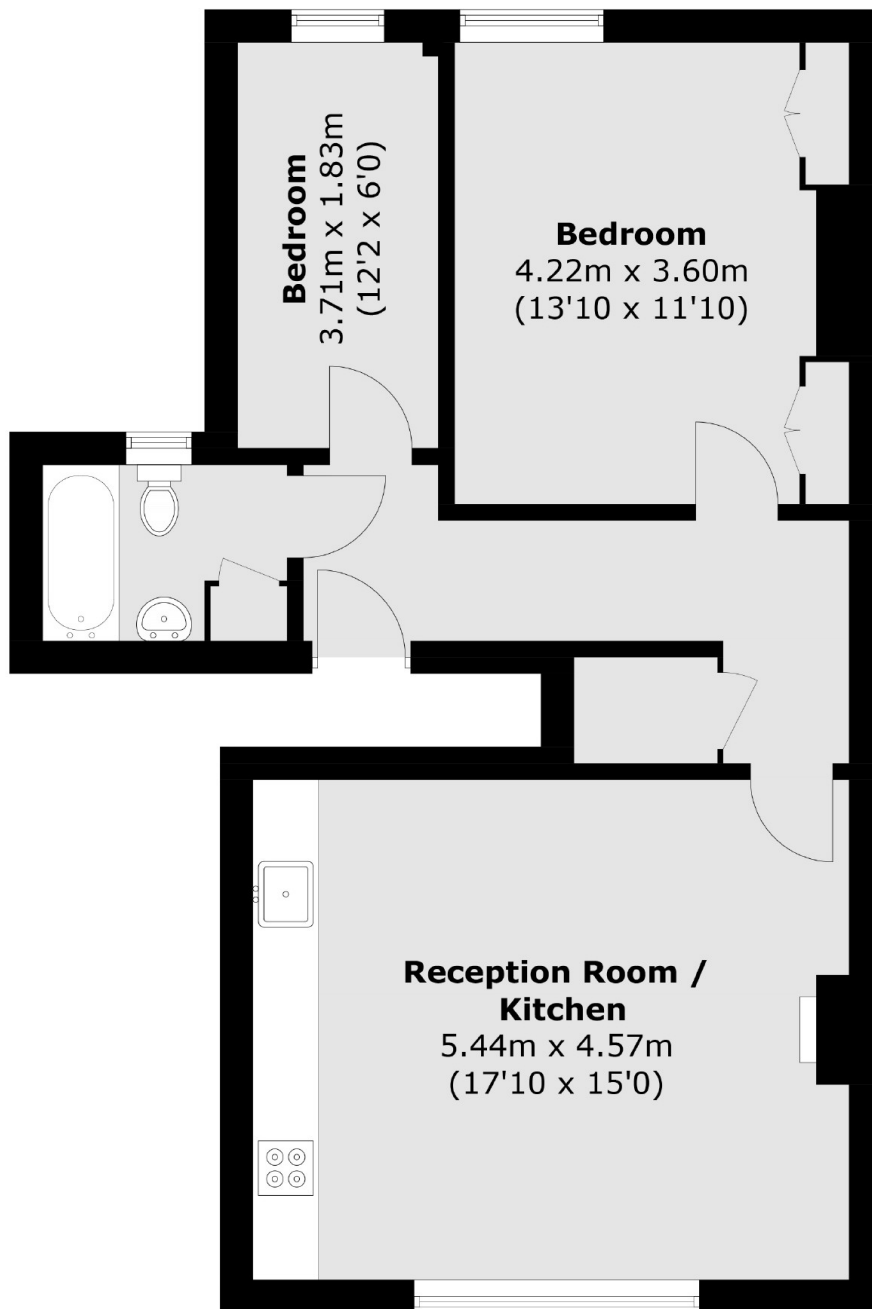 Bedroom
3.71m x 1.83m
(12'2 x 6'0)
Bedroom
4.22m x 3.60m
(13'10 x 11'10)
Reception Room /
Kitchen
5.44m x 4.57m
(17'10 x 15'0)